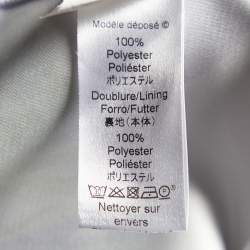 Modèle déposé ©
100%
Polyester
Poliéster
ポリエステル
Doublure/Lining
Forro/Futter
裏地(本体)
100%
Polyester
Poliéster
ポリエステル
Nettoyer sur
envers